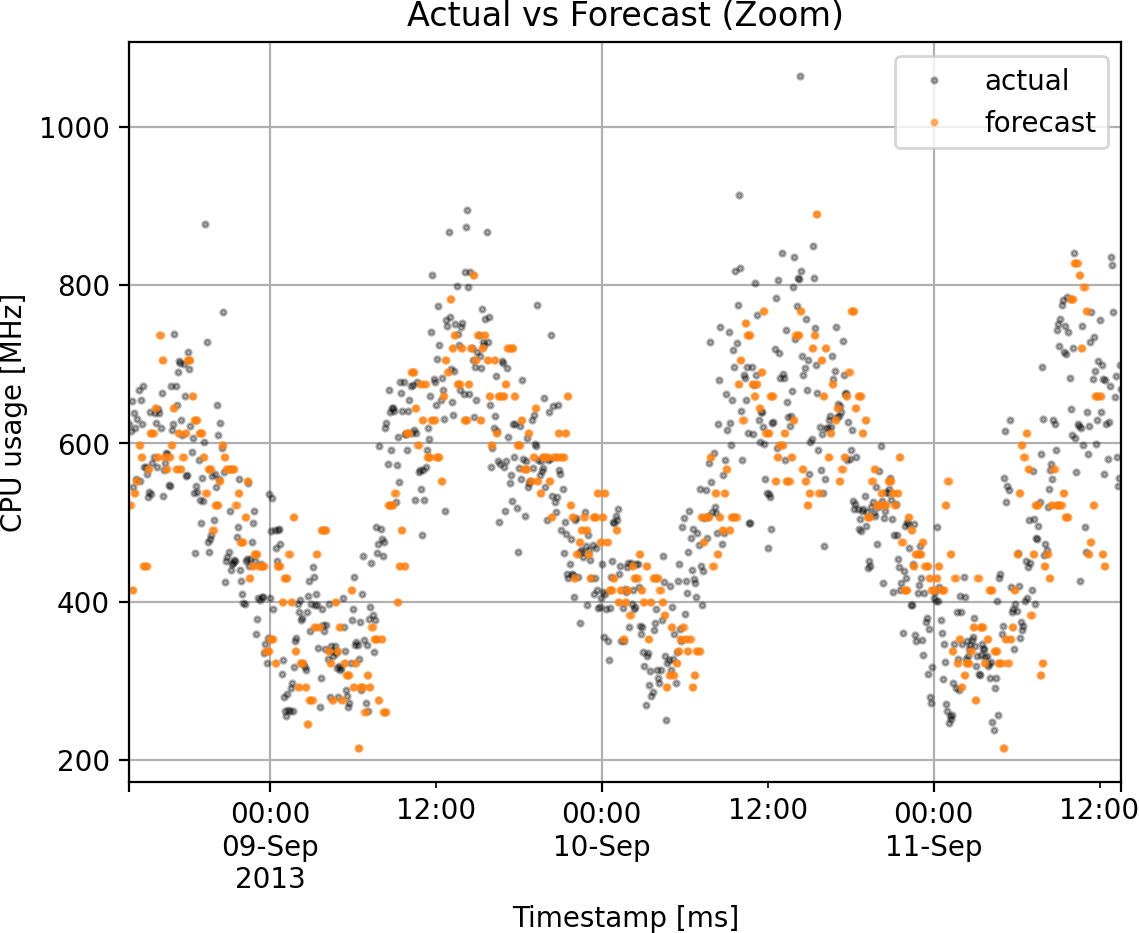 Actual vs Forecast (Zoom)
actual
forecast
CPU usage [MHz]
1000
800
600
400
200
00:00 12:00 00:00 12:00 00:00 12:00
09-Sep 10-Sep 11-Sep
2013
Timestamp [ms]